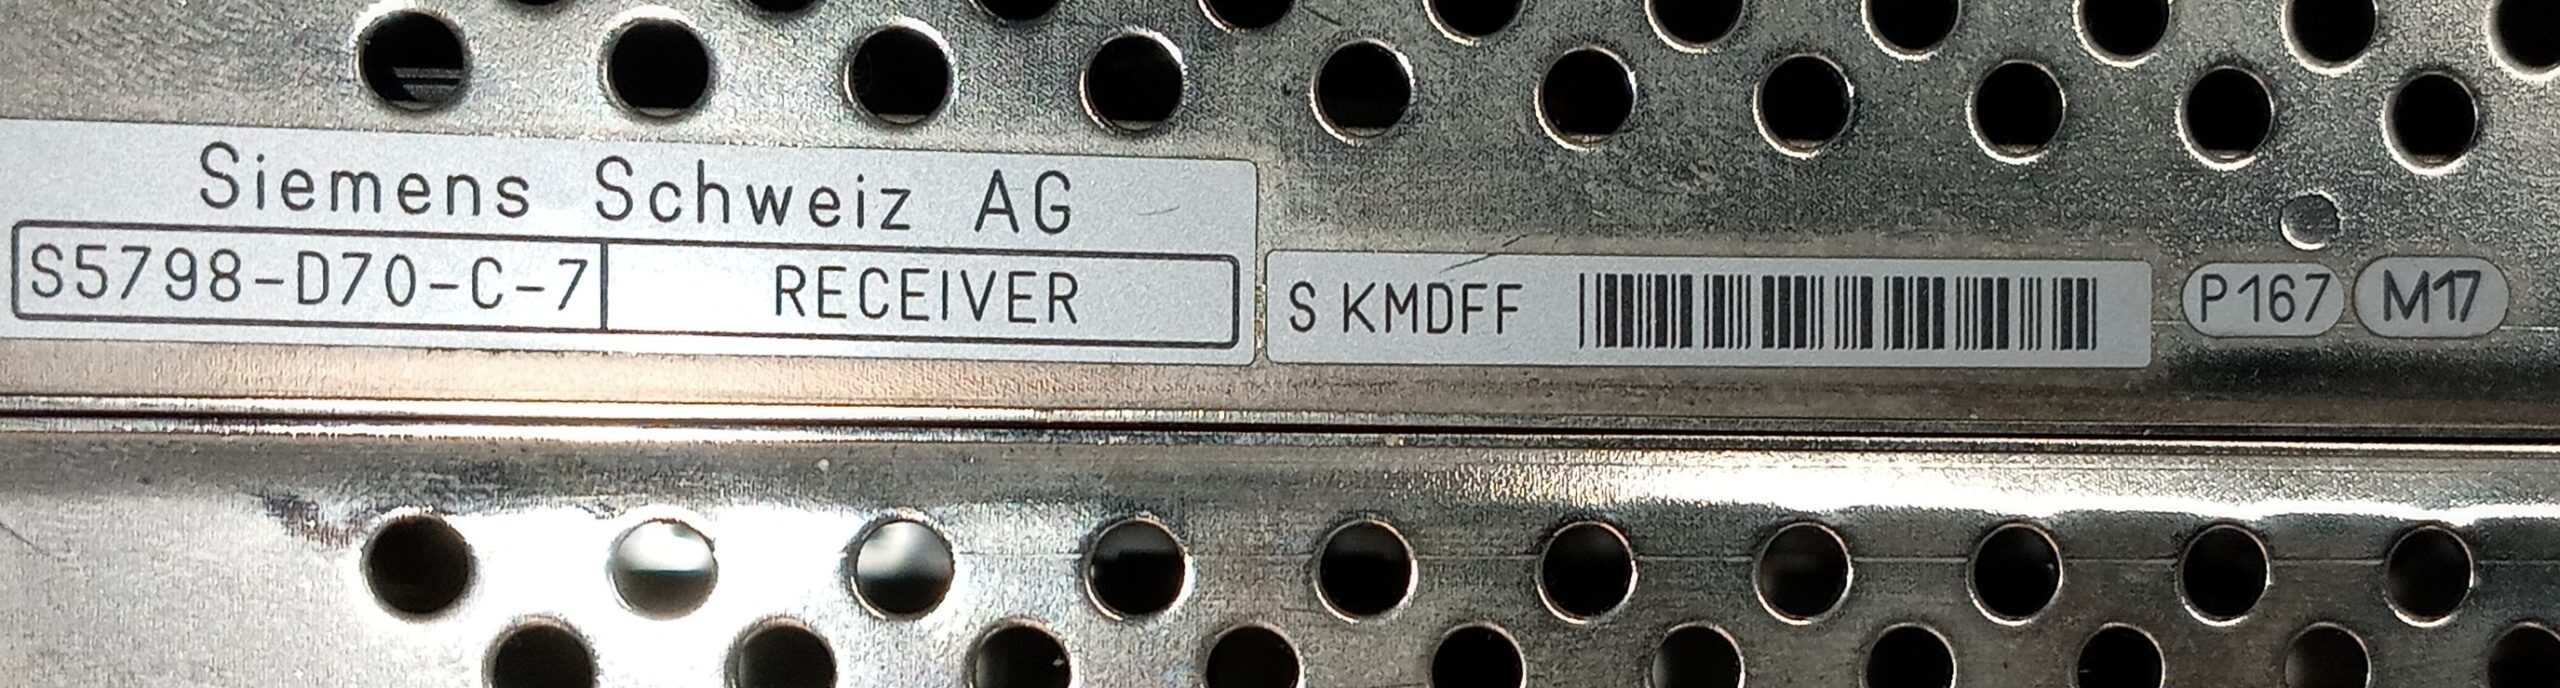 Siemens Schweiz AG
S5798-D70-C-7 RECEIVER
S KMDFF
P167
M17